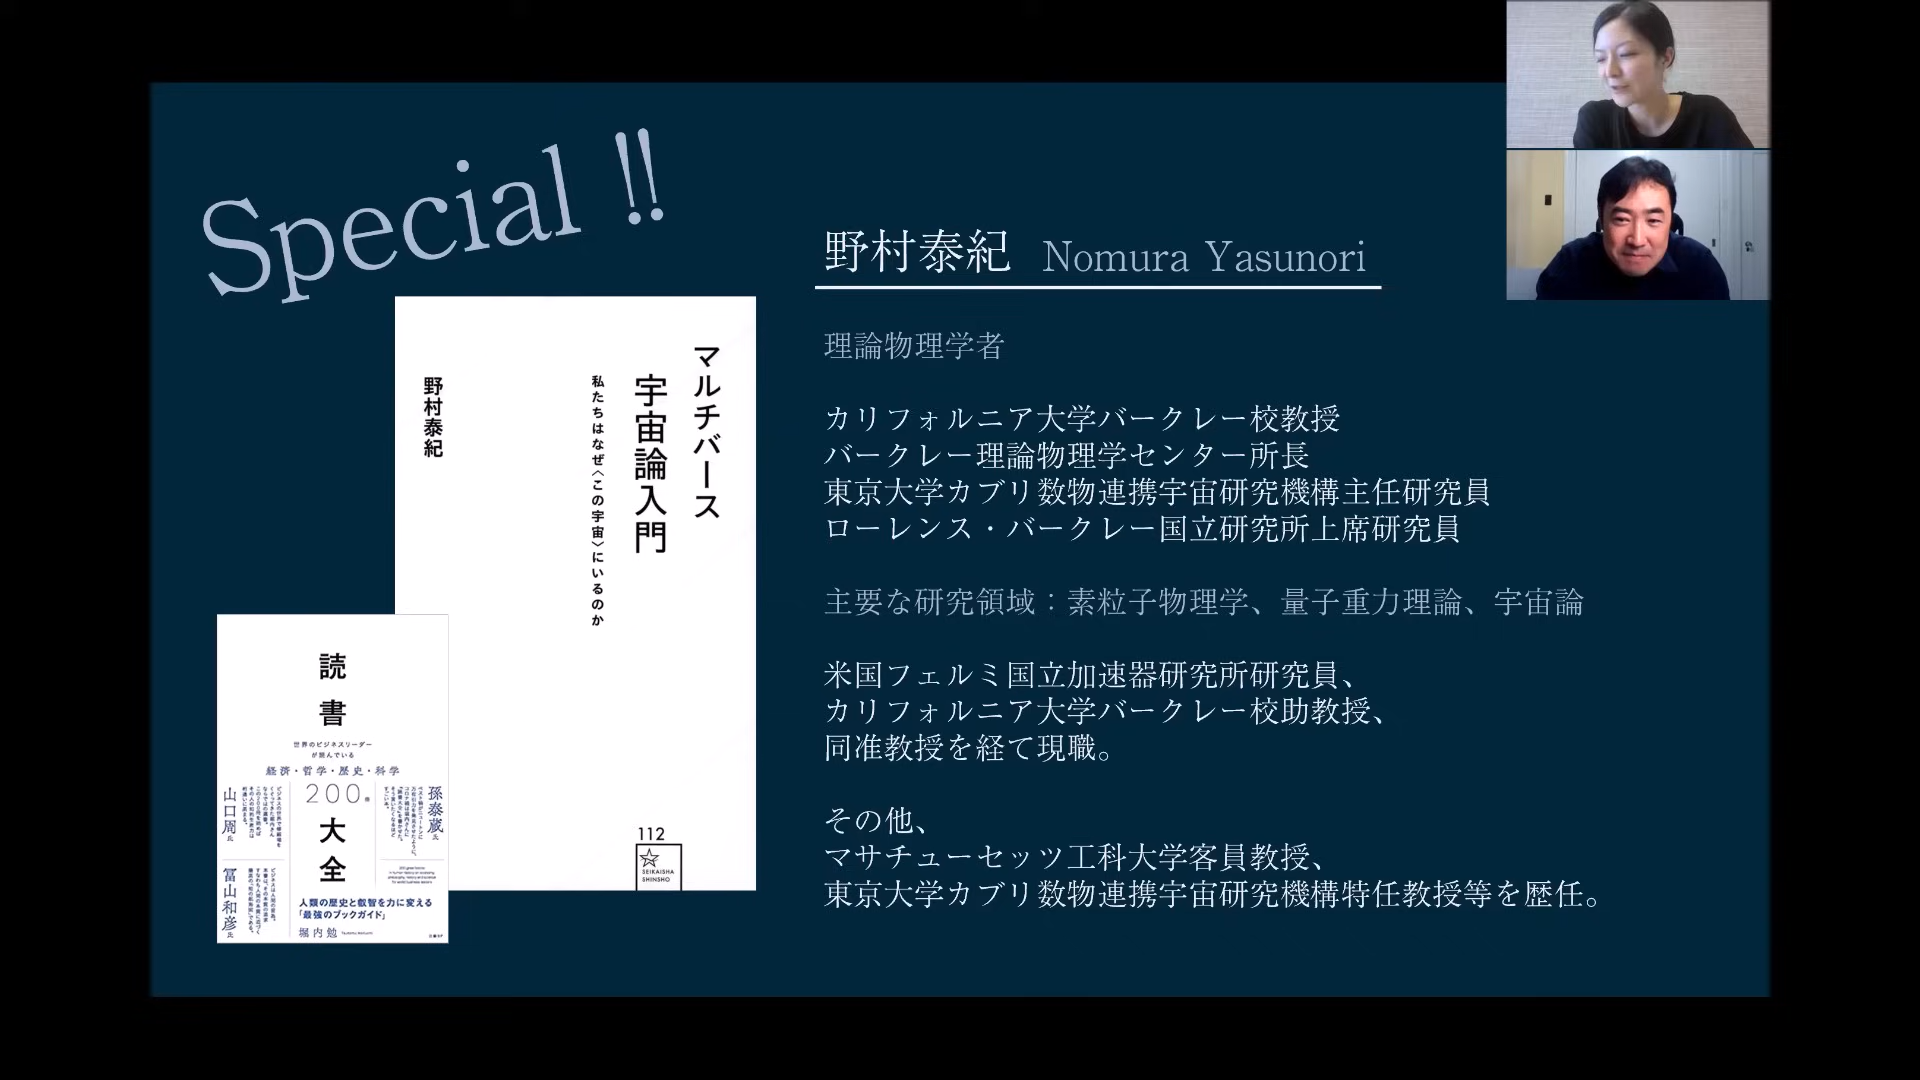 Special !!
野村泰紀 Nomura Yasunori
理論物理学者
カリフォルニア大学バークレー校教授
バークレー理論物理学センター所長
東京大学カブリ数物連携宇宙研究機構主任研究員
ローレンス・バークレー国立研究所上席研究員
主要な研究領域：素粒子物理学、量子重力理論、宇宙論
米国フェルミ国立加速器研究所研究員、
カリフォルニア大学バークレー校助教授、
同准教授を経て現職。
その他、
マサチューセッツ工科大学客員教授、
東京大学カブリ数物連携宇宙研究機構特任教授等を歴任。
マルチバース
宇宙論入門
私たちはなぜ〈この宇宙〉にいるのか
野村泰紀
112
SEIKAISHA
SHINSHO
読書
世界のビジネスリーダー
が読んでいる
経済・哲学・歴史・科学
200冊
大全
孫泰蔵氏
山口周氏
冨山和彦氏
人類の歴史と叡智を力に変える
「最強のブックガイド」
堀内勉